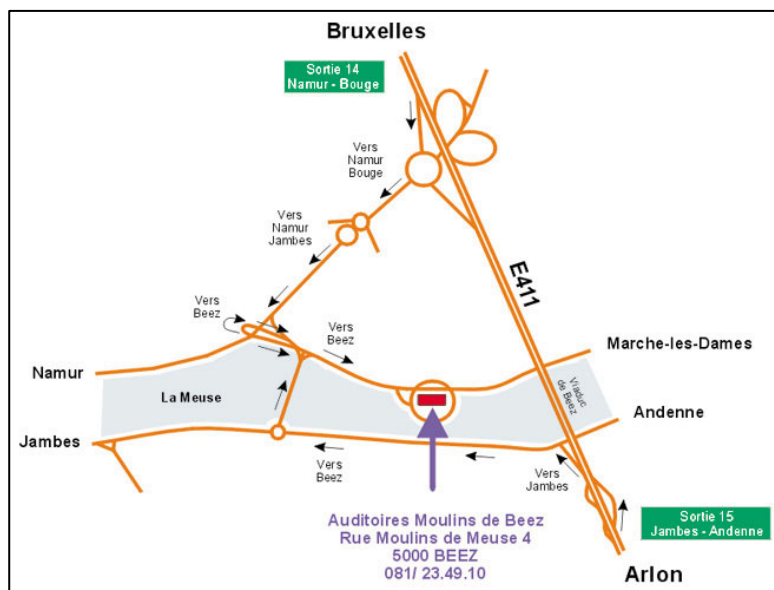 Bruxelles
Sortie 14
Namur - Bouge
Vers
Namur
Bouge
Vers
Namur
Jambes
E411
Vers
Beez
Vers
Beez
Marche-les-Dames
Namur
La Meuse
Viaduc
de Beez
Andenne
Jambes
Vers
Beez
Vers
Jambes
Auditoires Moulins de Beez
Rue Moulins de Meuse 4
5000 BEEZ
081/ 23.49.10
Sortie 15
Jambes - Andenne
Arlon